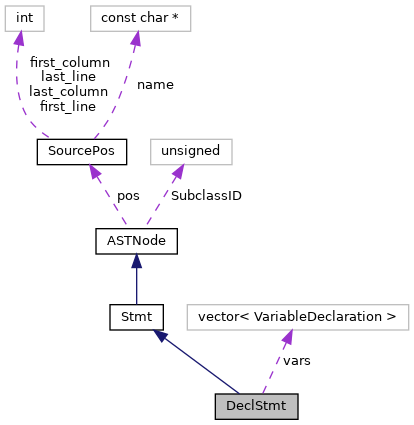 int
const char *
first_column
last_line
last_column
first_line
name
SourcePos
unsigned
pos
SubclassID
ASTNode
Stmt
vector< VariableDeclaration >
vars
DeclStmt